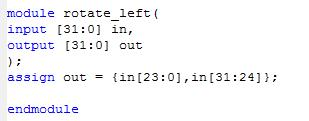 module rotate_left(
input [31:0] in,
output [31:0] out
);
assign out = {in[23:0],in[31:24]};
endmodule